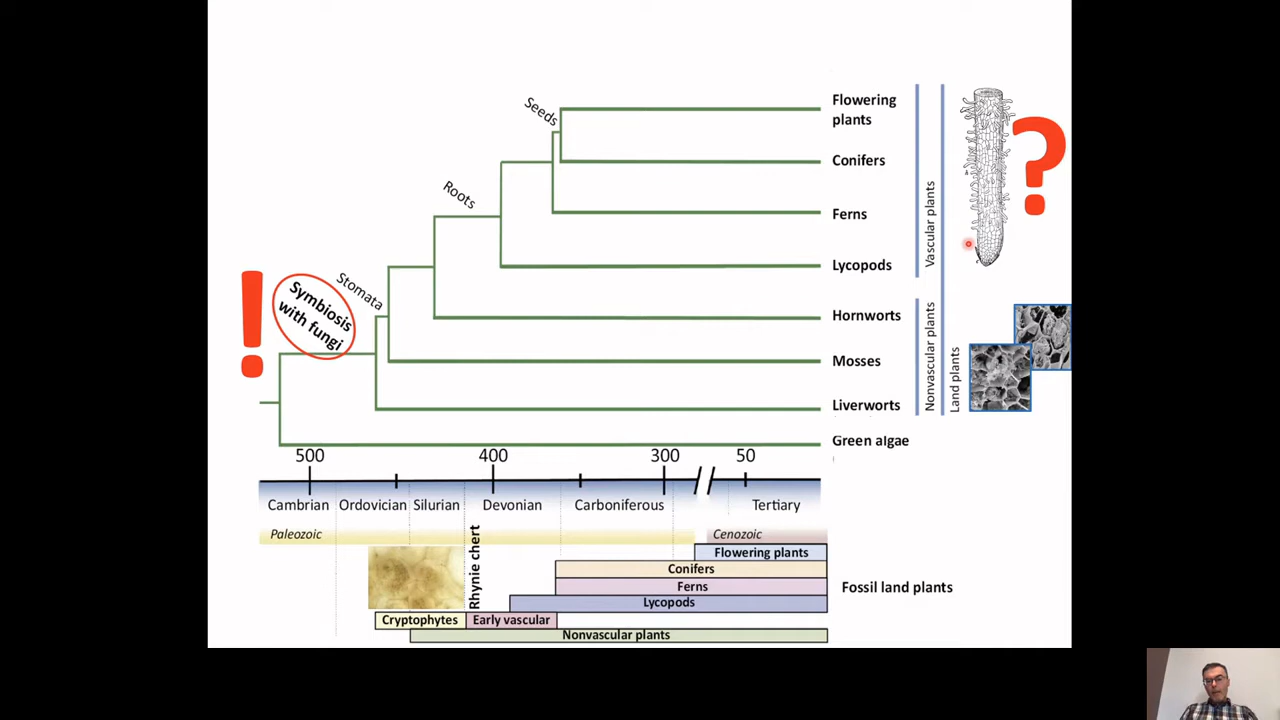 Seeds
Flowering
plants
Conifers
Roots
Ferns
A
Vascular plants
Lycopods
?
!
Symbiosis
with fungi
Stomata
Hornworts
Mosses
Nonvascular plants
Land plants
Liverworts
Green algae
500 400 300 50
Cambrian Ordovician Silurian Devonian Carboniferous Tertiary
Paleozoic Cenozoic
Rhynie chert
Flowering plants
Conifers
Ferns
Fossil land plants
Lycopods
Cryptophytes Early vascular
Nonvascular plants